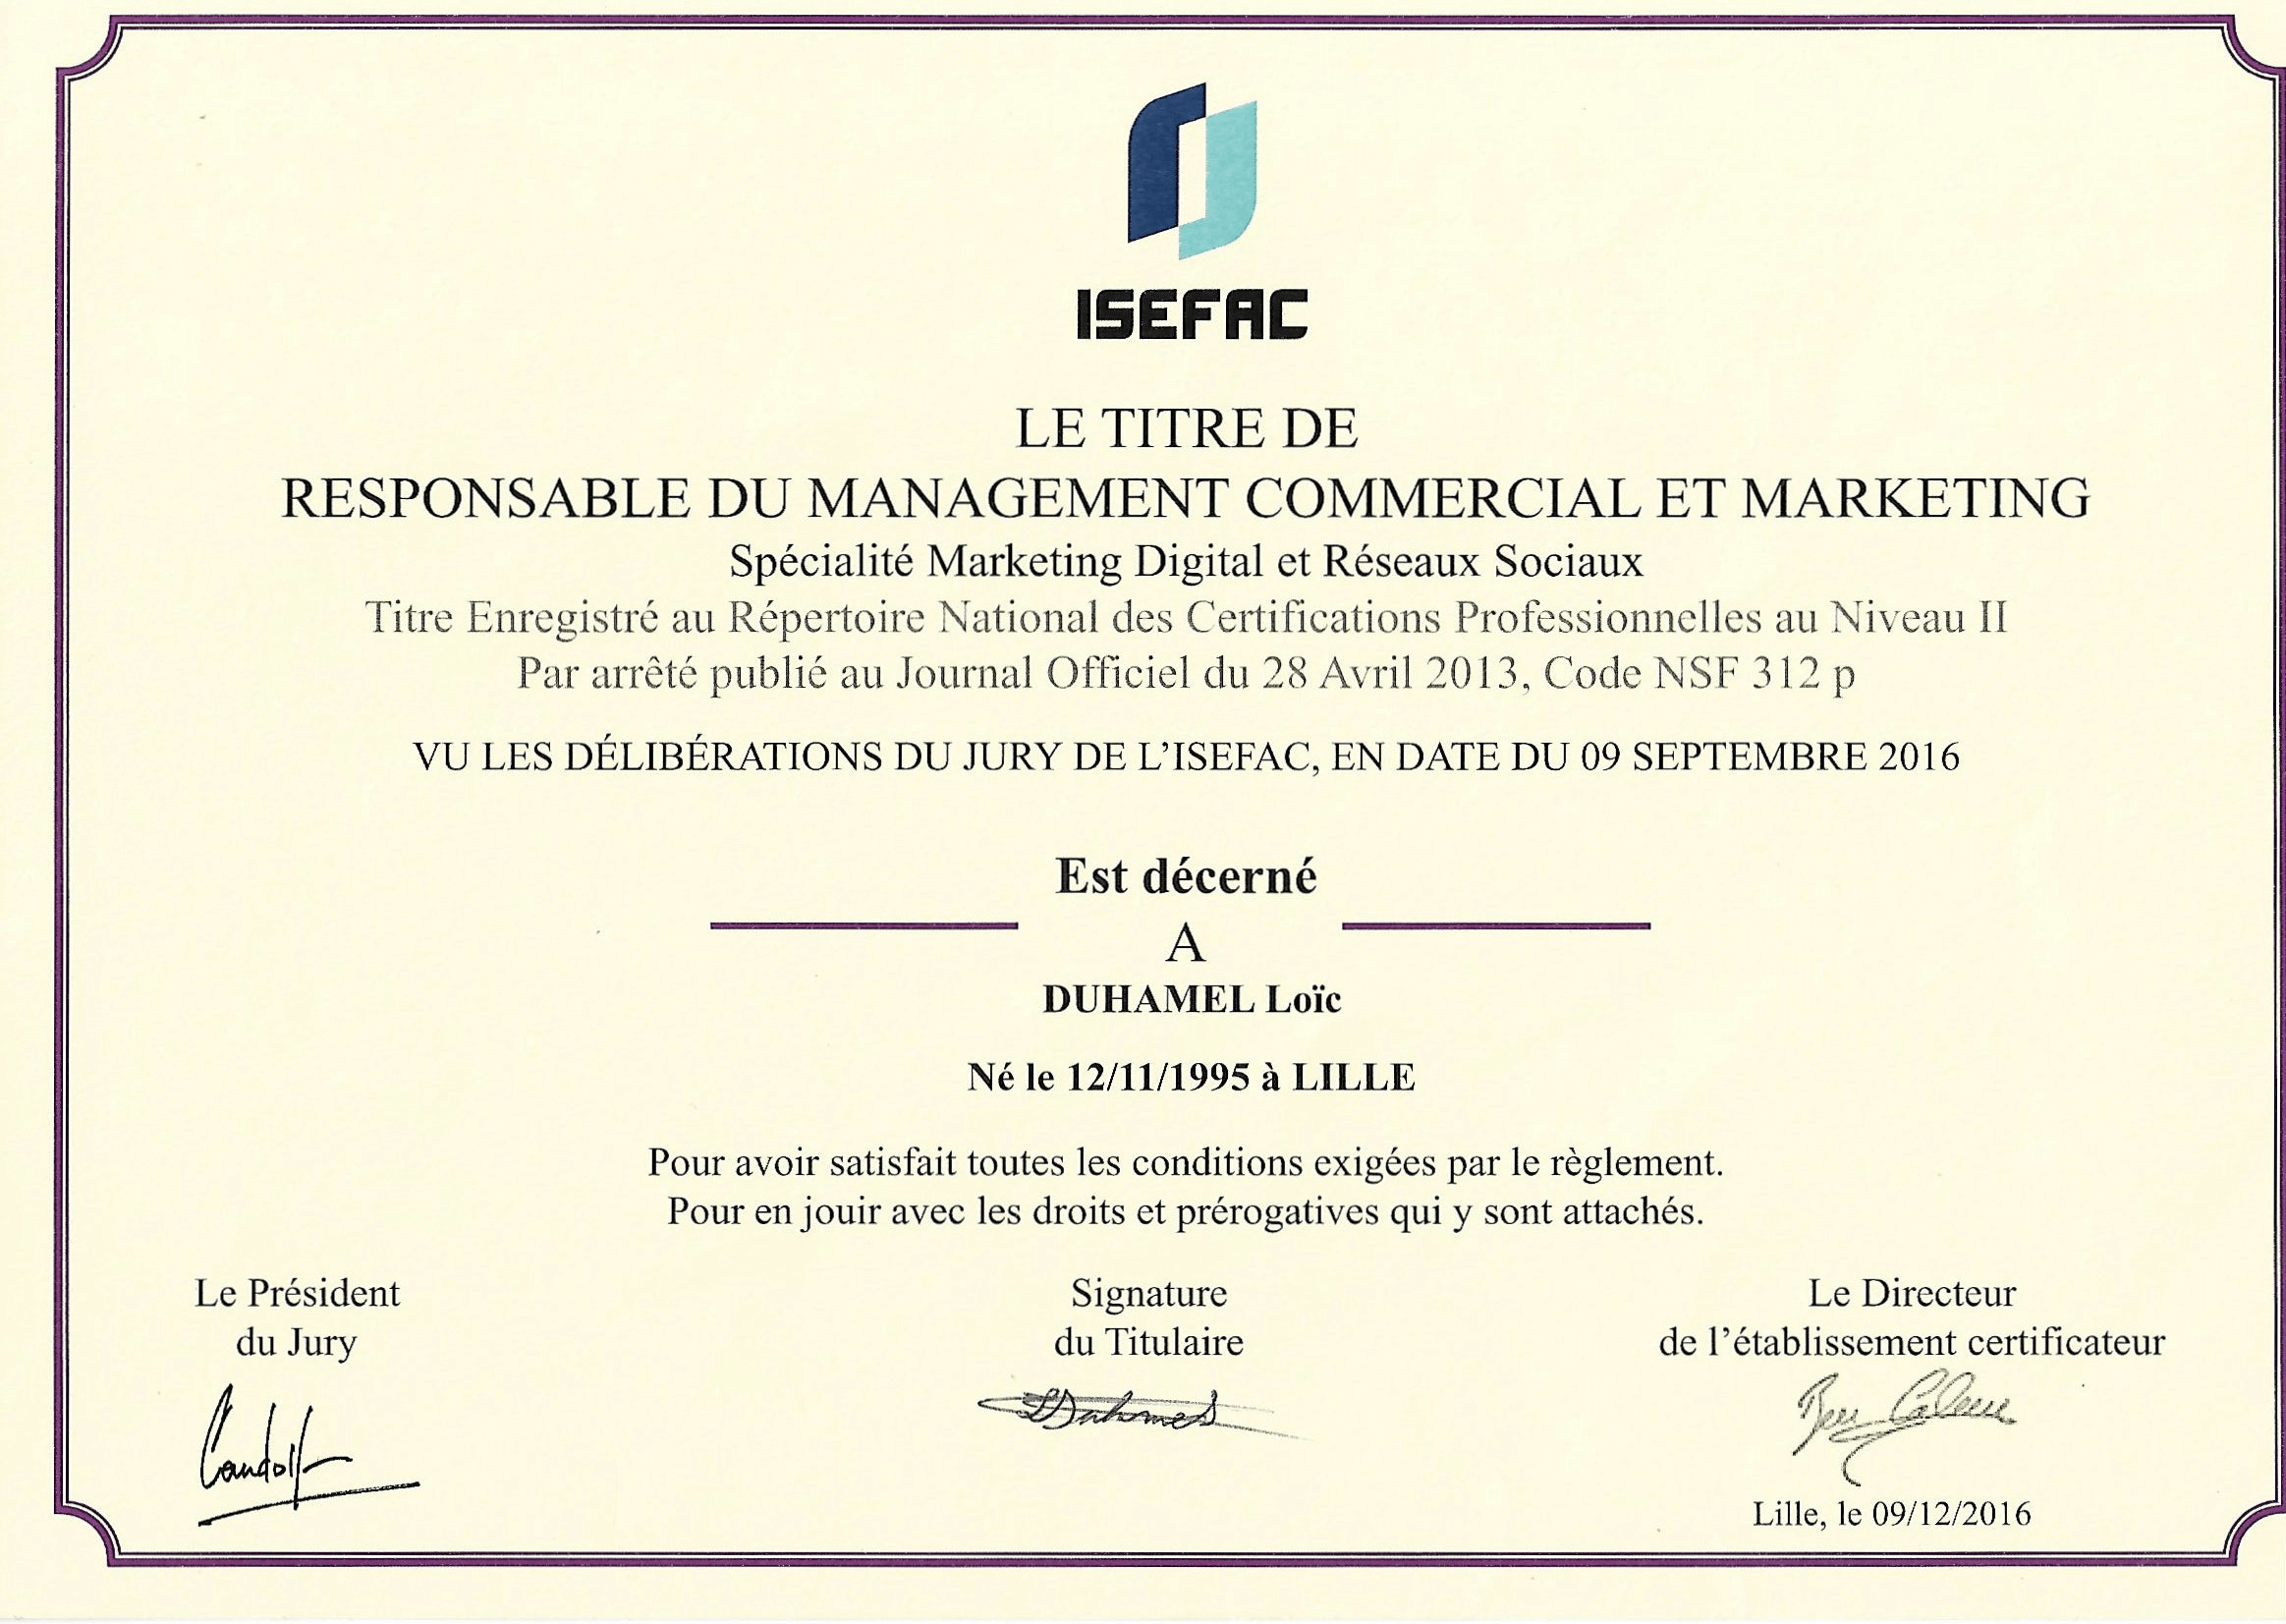 ISEFAC
LE TITRE DE
RESPONSABLE DU MANAGEMENT COMMERCIAL ET MARKETING
Spécialité Marketing Digital et Réseaux Sociaux
Titre Enregistré au Répertoire National des Certifications Professionnelles au Niveau II
Par arrêté publié au Journal Officiel du 28 Avril 2013, Code NSF 312 p
VU LES DÉLIBÉRATIONS DU JURY DE L’ISEFAC, EN DATE DU 09 SEPTEMBRE 2016
Est décerné
A
DUHAMEL Loïc
Né le 12/11/1995 à LILLE
Pour avoir satisfait toutes les conditions exigées par le règlement.
Pour en jouir avec les droits et prérogatives qui y sont attachés.
Le Président
du Jury
Signature
du Titulaire
Le Directeur
de l’établissement certificateur
Lille, le 09/12/2016